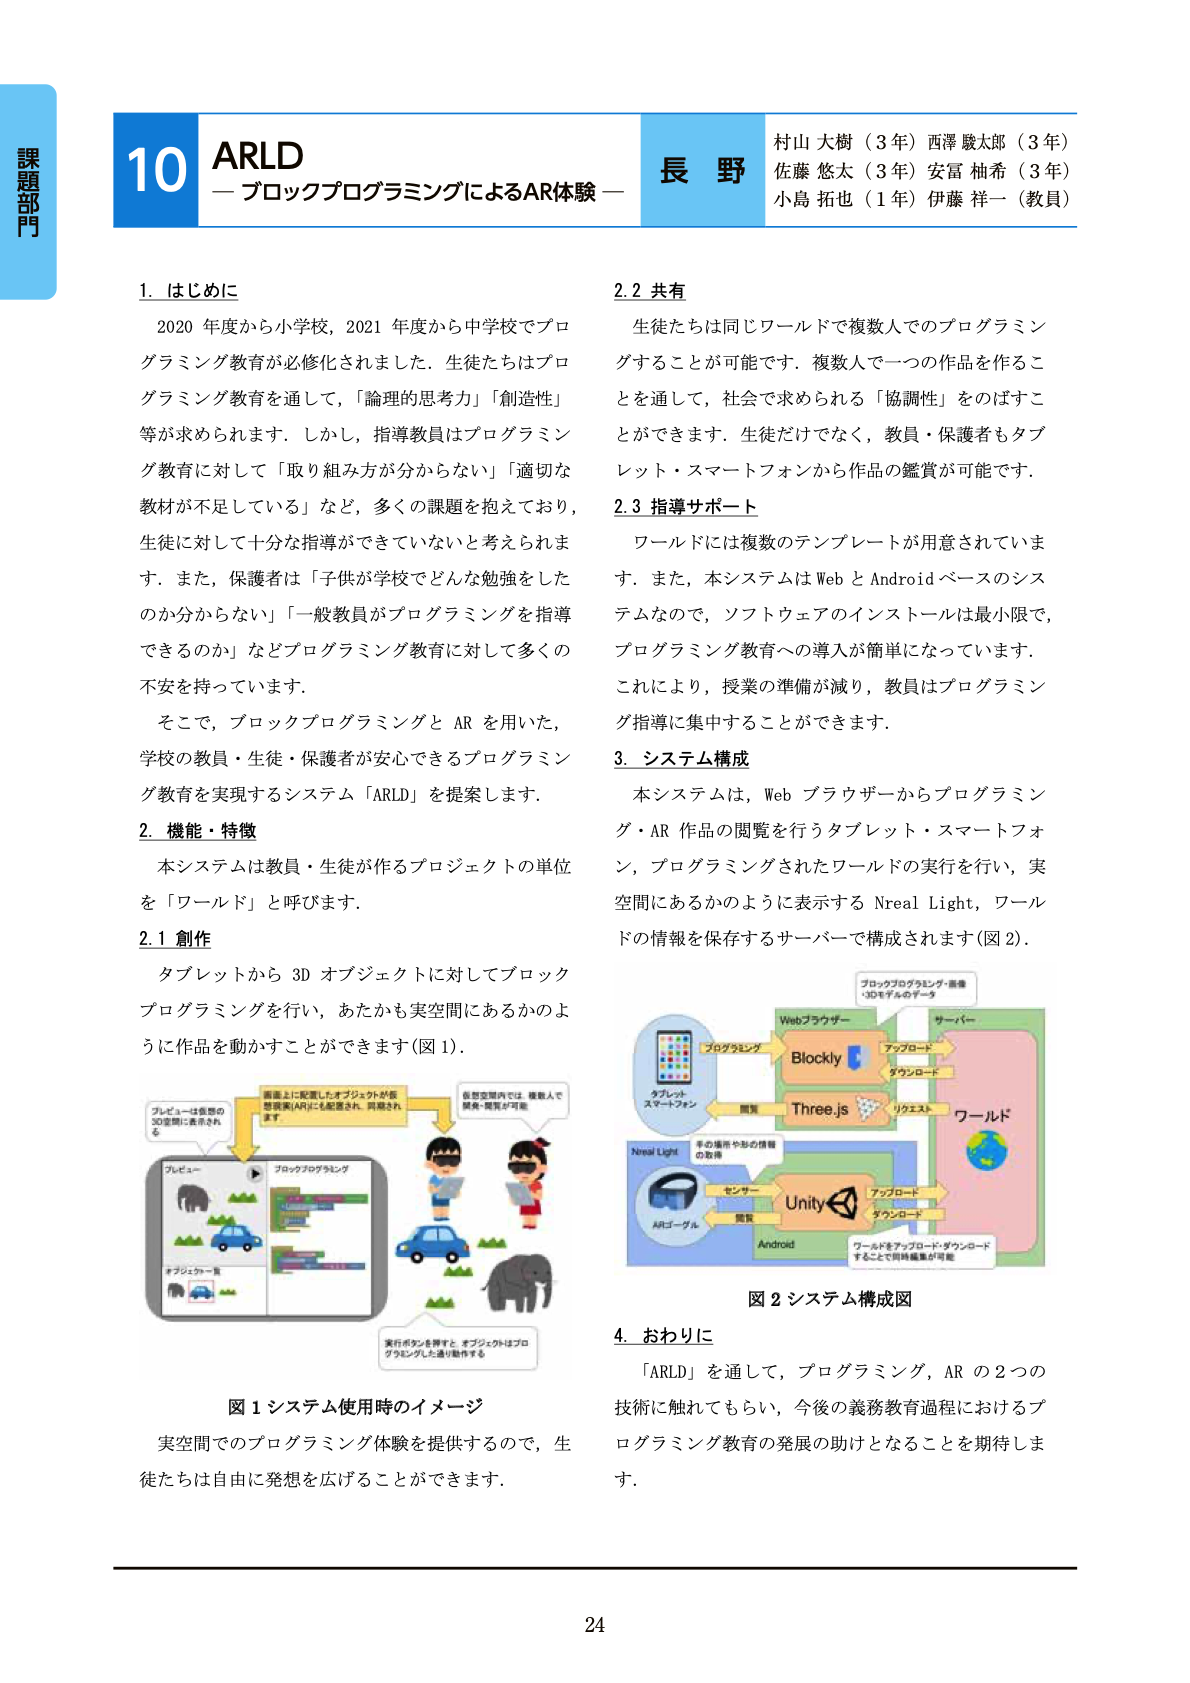 課題部門
10
ARLD
― ブロックプログラミングによるAR体験 ―
長 野
村山 大樹（３年） 西澤 駿太郎（３年）
佐藤 悠太（３年） 安冨 柚希（３年）
小島 拓也（１年） 伊藤 祥一（教員）
1. はじめに
2020 年度から小学校，2021 年度から中学校でプロ
グラミング教育が必修化されました．生徒たちはプロ
グラミング教育を通して，「論理的思考力」「創造性」
等が求められます．しかし，指導教員はプログラミン
グ教育に対して「取り組み方が分からない」「適切な
教材が不足している」など，多くの課題を抱えており，
生徒に対して十分な指導ができていないと考えられま
す．また，保護者は「子供が学校でどんな勉強をした
のか分からない」「一般教員がプログラミングを指導
できるのか」などプログラミング教育に対して多くの
不安を持っています．
そこで，ブロックプログラミングと AR を用いた，
学校の教員・生徒・保護者が安心できるプログラミン
グ教育を実現するシステム「ARLD」を提案します．
2. 機能・特徴
本システムは教員・生徒が作るプロジェクトの単位
を「ワールド」と呼びます．
2.1 創作
タブレットから 3D オブジェクトに対してブロック
プログラミングを行い，あたかも実空間にあるかのよ
うに作品を動かすことができます(図 1)．
プレビューは仮想の
3D空間に表示され
る
画面上に配置したオブジェクトが仮
想現実(AR)にも配置され、同期され
ます。
仮想空間内では、複数人で
開発・閲覧が可能
プレビュー
ブロックプログラミング
オブジェクト一覧
実行ボタンを押すと、オブジェクトはプロ
グラミングした通り動作する
図 1 システム使用時のイメージ
実空間でのプログラミング体験を提供するので，生
徒たちは自由に発想を広げることができます．
2.2 共有
生徒たちは同じワールドで複数人でのプログラミン
グすることが可能です．複数人で一つの作品を作るこ
とを通して，社会で求められる「協調性」をのばすこ
とができます．生徒だけでなく，教員・保護者もタブ
レット・スマートフォンから作品の鑑賞が可能です．
2.3 指導サポート
ワールドには複数のテンプレートが用意されていま
す．また，本システムは Web と Android ベースのシス
テムなので，ソフトウェアのインストールは最小限で，
プログラミング教育への導入が簡単になっています．
これにより，授業の準備が減り，教員はプログラミン
グ指導に集中することができます．
3. システム構成
本システムは，Web ブラウザーからプログラミン
グ・AR 作品の閲覧を行うタブレット・スマートフォ
ン，プログラミングされたワールドの実行を行い，実
空間にあるかのように表示する Nreal Light，ワール
ドの情報を保存するサーバーで構成されます(図 2)．
ブロックプログラミング・画像
・3Dモデルのデータ
Webブラウザー
サーバー
プログラミング
Blockly
アップロード
ダウンロード
タブレット
スマートフォン
閲覧
Three.js
リクエスト
ワールド
Nreal Light
手の場所や形の情報
の取得
センサー
Unity
アップロード
ARゴーグル
閲覧
ダウンロード
Android
ワールドをアップロード・ダウンロード
することで同時編集が可能
図 2 システム構成図
4. おわりに
「ARLD」を通して，プログラミング，AR の２つの
技術に触れてもらい，今後の義務教育過程におけるプ
ログラミング教育の発展の助けとなることを期待しま
す．
24